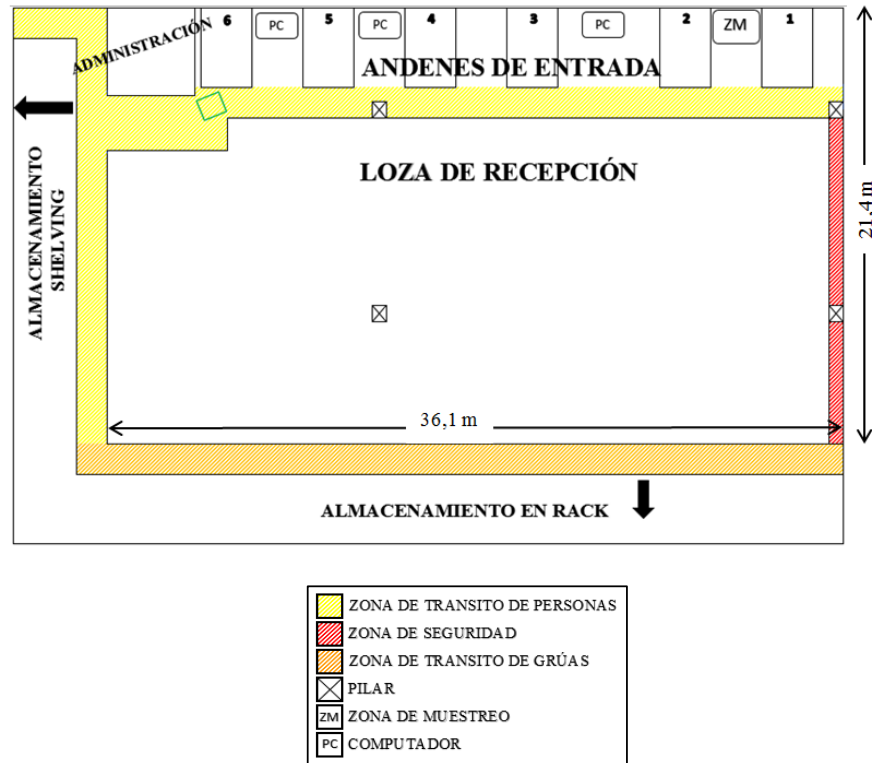 ADMINISTRACIÓN
6
PC
5
PC
4
3
PC
2
ZM
1
ANDENES DE ENTRADA
LOZA DE RECEPCIÓN
ALMACENAMIENTO
SHELVING
21,4 m
36,1 m
ALMACENAMIENTO EN RACK
ZONA DE TRANSITO DE PERSONAS
ZONA DE SEGURIDAD
ZONA DE TRANSITO DE GRÚAS
PILAR
ZM ZONA DE MUESTREO
PC COMPUTADOR